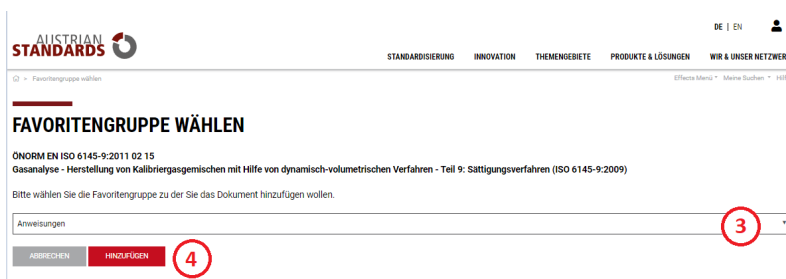 DE | EN
AUSTRIAN
STANDARDS
STANDARDISIERUNG INNOVATION THEMENGEBIETE PRODUKTE & LÖSUNGEN WIR & UNSER NETZWER
» Favoritengruppe wählen Effects Menü Meine Suchen Hilf
FAVORITENGRUPPE WÄHLEN
ÖNORM EN ISO 6145-9:2011 02 15
Gasanalyse - Herstellung von Kalibriergasgemischen mit Hilfe von dynamisch-volumetrischen Verfahren - Teil 9: Sättigungsverfahren (ISO 6145-9:2009)
Bitte wählen Sie die Favoritengruppe zu der Sie das Dokument hinzufügen wollen.
Anweisungen 3
ABBRECHEN HINZUFÜGEN 4